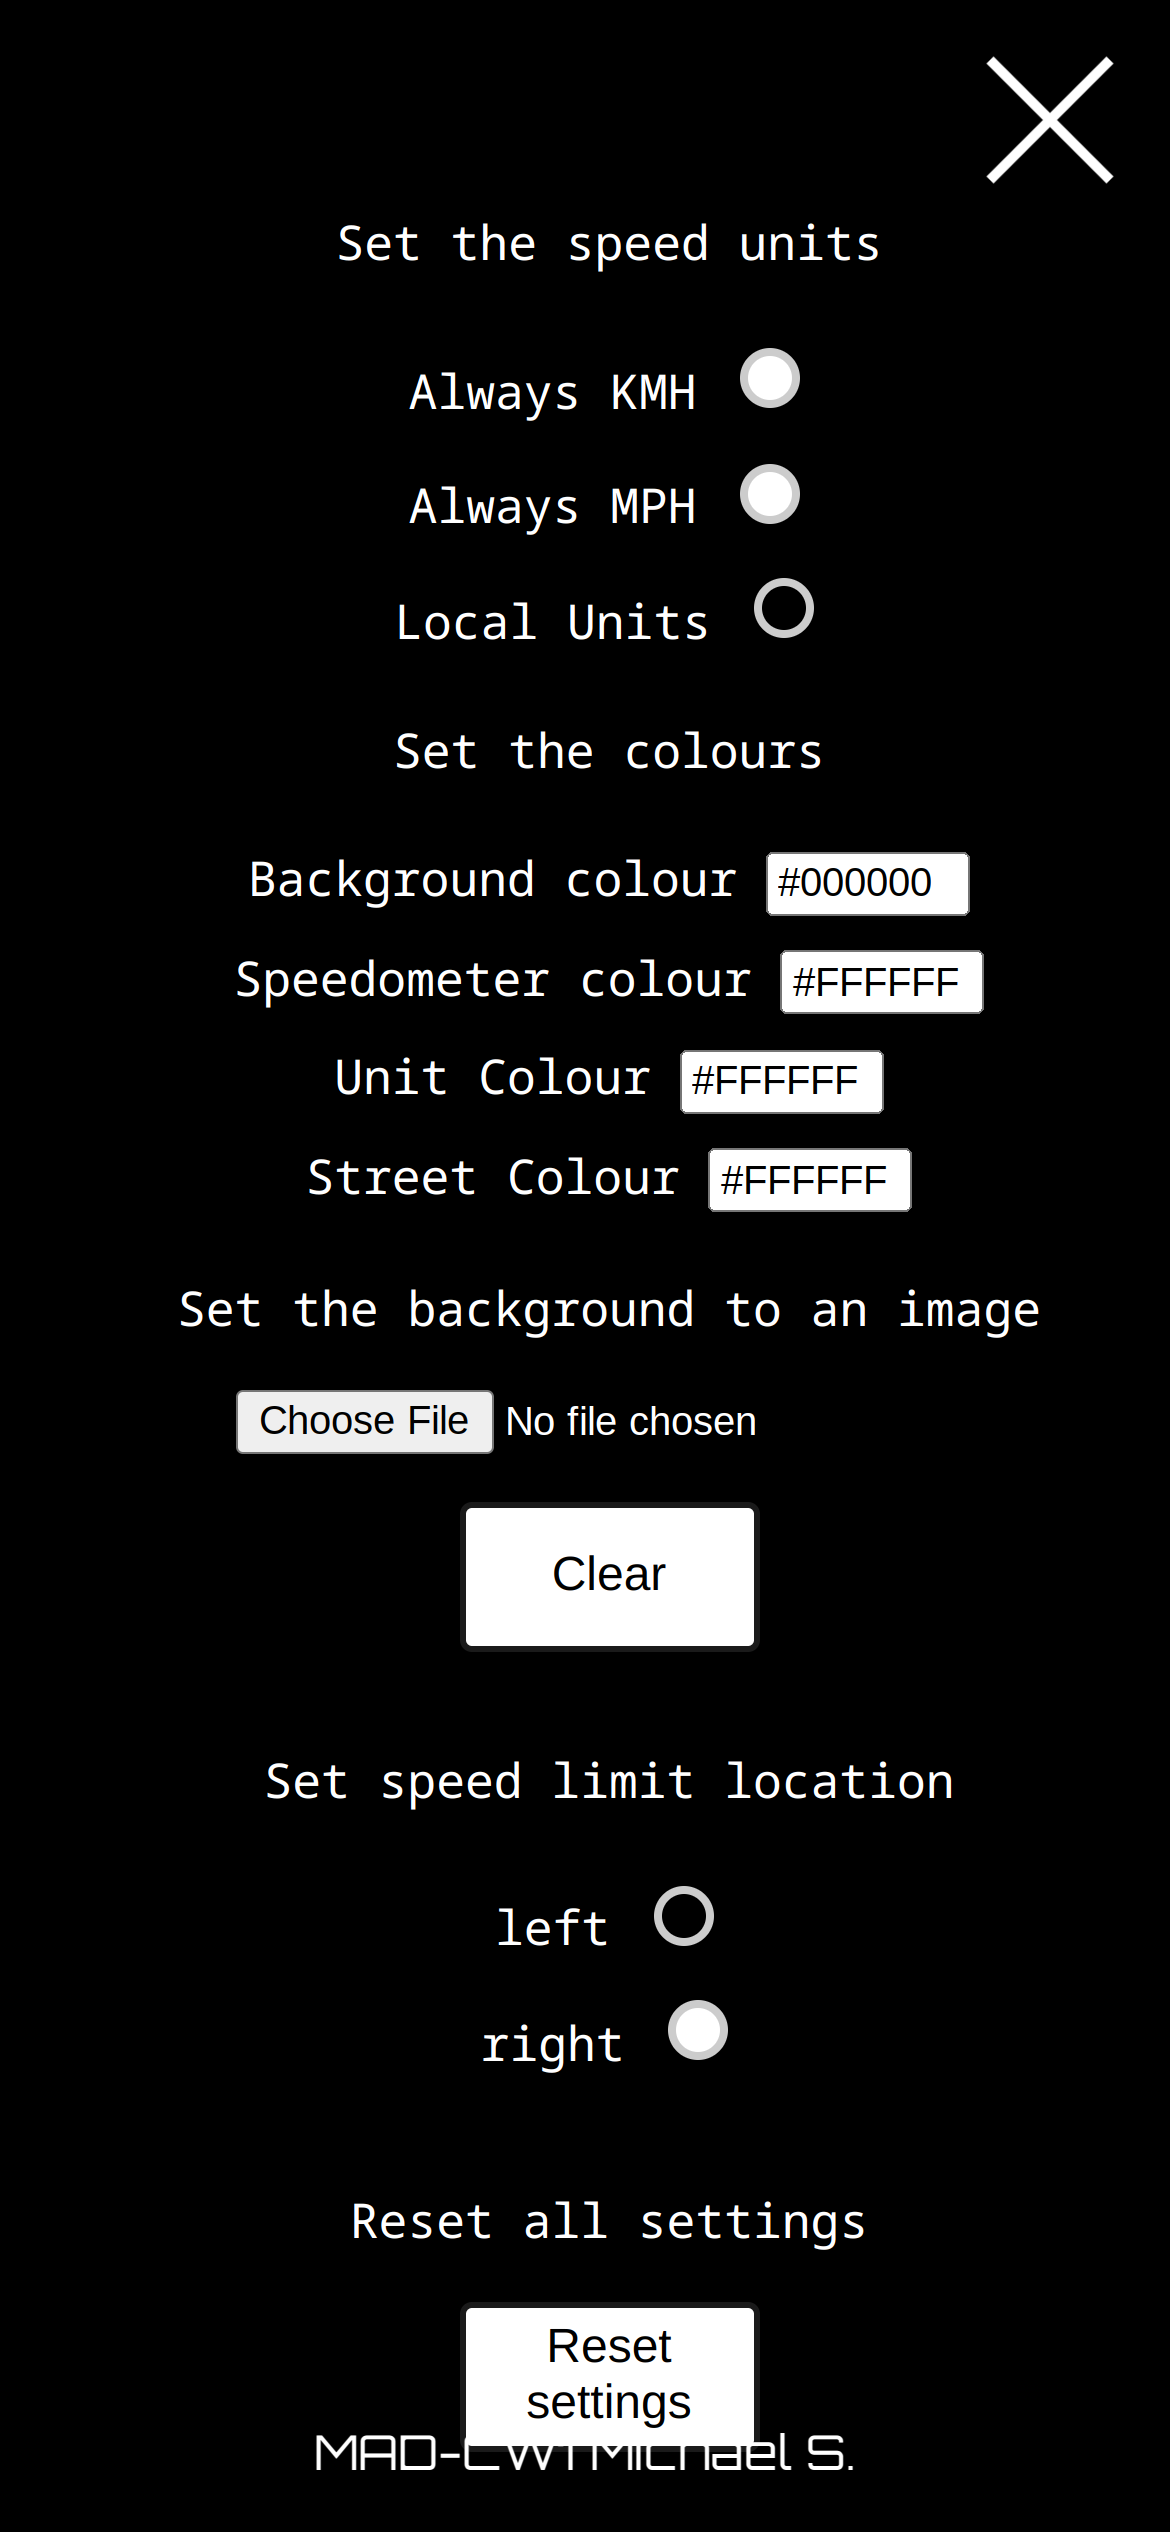 Set the speed units
Always KMH
Always MPH
Local Units
Set the colours
Background colour #000000
Speedometer colour #FFFFFF
Unit Colour #FFFFFF
Street Colour #FFFFFF
Set the background to an image
Choose File No file chosen
Clear
Set speed limit location
left
right
Reset all settings
Reset
settings
Michael S.